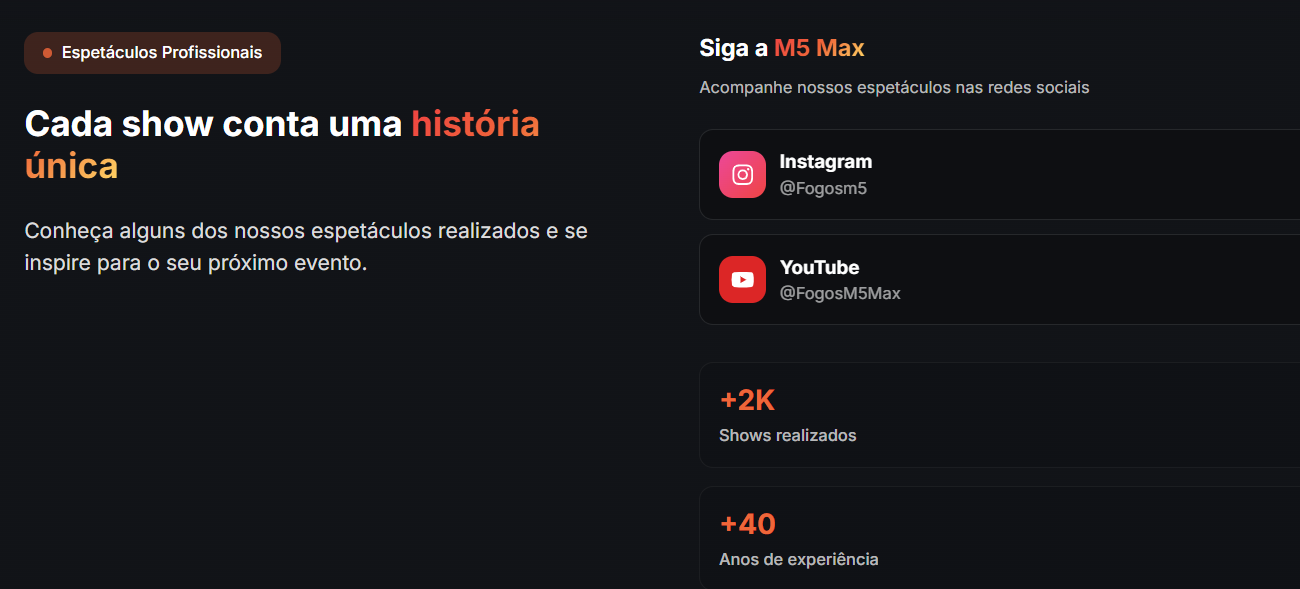 Espetáculos Profissionais
Cada show conta uma história
única
Conheça alguns dos nossos espetáculos realizados e se
inspire para o seu próximo evento.
Siga a M5 Max
Acompanhe nossos espetáculos nas redes sociais
Instagram
@Fogosm5
YouTube
@FogosM5Max
+2K
Shows realizados
+40
Anos de experiência